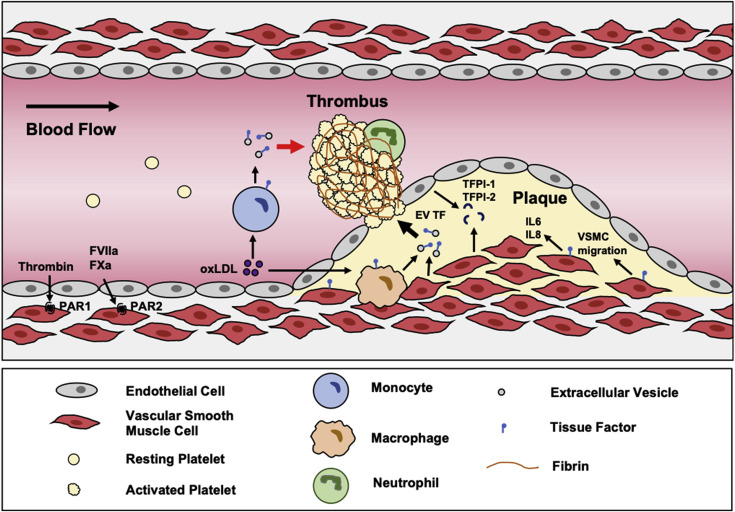 Thrombus
Blood Flow
TFPI-1
TFPI-2
Plaque
EV TF
IL6
IL8
VSMC
migration
oxLDL
FVIIa
FXa
Thrombin
PAR1
PAR2
Endothelial Cell
Vascular Smooth
Muscle Cell
Resting Platelet
Activated Platelet
Monocyte
Macrophage
Neutrophil
Extracellular Vesicle
Tissue Factor
Fibrin